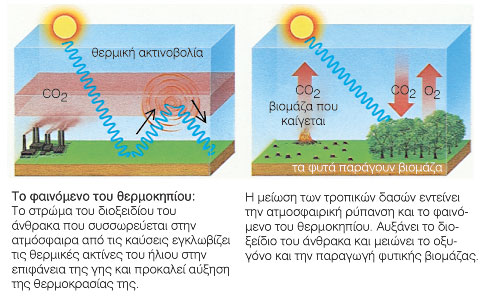 θερμική ακτινοβολία
CO2
Το φαινόμενο του θερμοκηπίου:
Το στρώμα του διοξειδίου του
άνθρακα που συσσωρεύεται στην
ατμόσφαιρα από τις καύσεις εγκλωβίζει
τις θερμικές ακτίνες του ήλιου στην
επιφάνεια της γης και προκαλεί αύξηση
της θερμοκρασίας της.
CO2
βιομάζα που
καίγεται
CO2
O2
τα φυτά παράγουν βιομάζα
Η μείωση των τροπικών δασών εντείνει
την ατμοσφαιρική ρύπανση και το φαινό-
μενο του θερμοκηπίου. Αυξάνει το διο-
ξείδιο του άνθρακα και μειώνει το οξυ-
γόνο και την παραγωγή φυτικής βιομάζας.